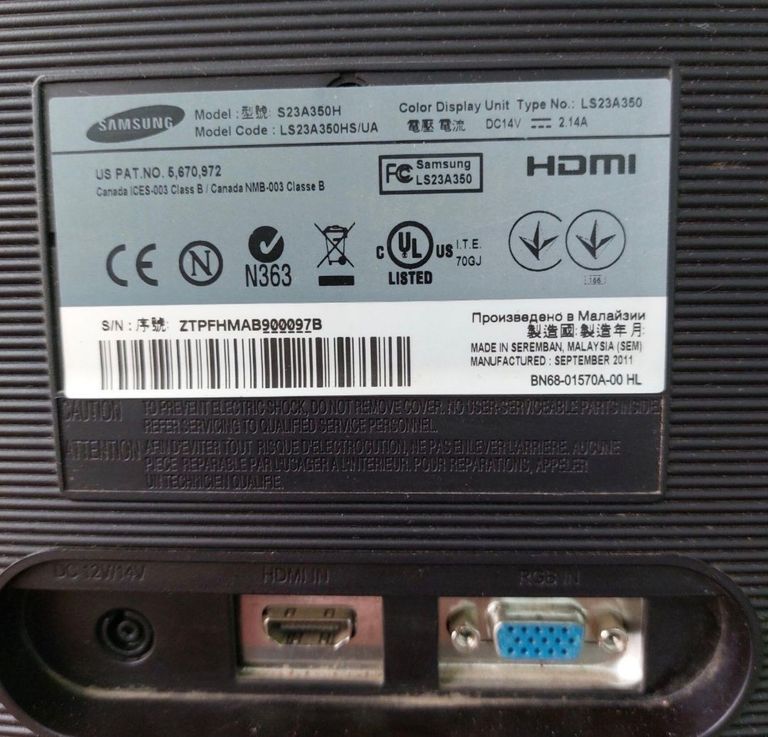 SAMSUNG
Model : 型號 S23A350H
Model Code : LS23A350HS/UA
Color Display Unit Type No.: LS23A350
電壓 電流 DC14V ⎓ 2.14A
US PAT.NO. 5,670,972
Canada ICES-003 Class B / Canada NMB-003 Classe B
FC Samsung
LS23A350
HDMI
CE
N
N363
C UL US
LISTED
I.T.E.
70GJ
166
S/N : 序號: ZTPFHMAB900097B
Произведено в Малайзии
製造國:製造年月
MADE IN SEREMBAN, MALAYSIA (SEM)
MANUFACTURED : SEPTEMBER 2011
BN68-01570A-00 HL
CAUTION TO PREVENT ELECTRIC SHOCK, DO NOT REMOVE COVER. NO USER-SERVICEABLE PARTS INSIDE
REFER SERVICING TO QUALIFIED SERVICE PERSONNEL.
ATTENTION AFIN D'EVITER TOUT RISQUE D'ELECTROCUTION, NE PAS ENLEVER L'ARRIERE. AUCUNE
PIECE REPARABLE PAR L'USAGER A L'INTERIEUR. POUR REPARATIONS, APPELER
UN TECHNICIEN QUALIFIE.
DC 12V/14V
HDMI IN
RGB IN